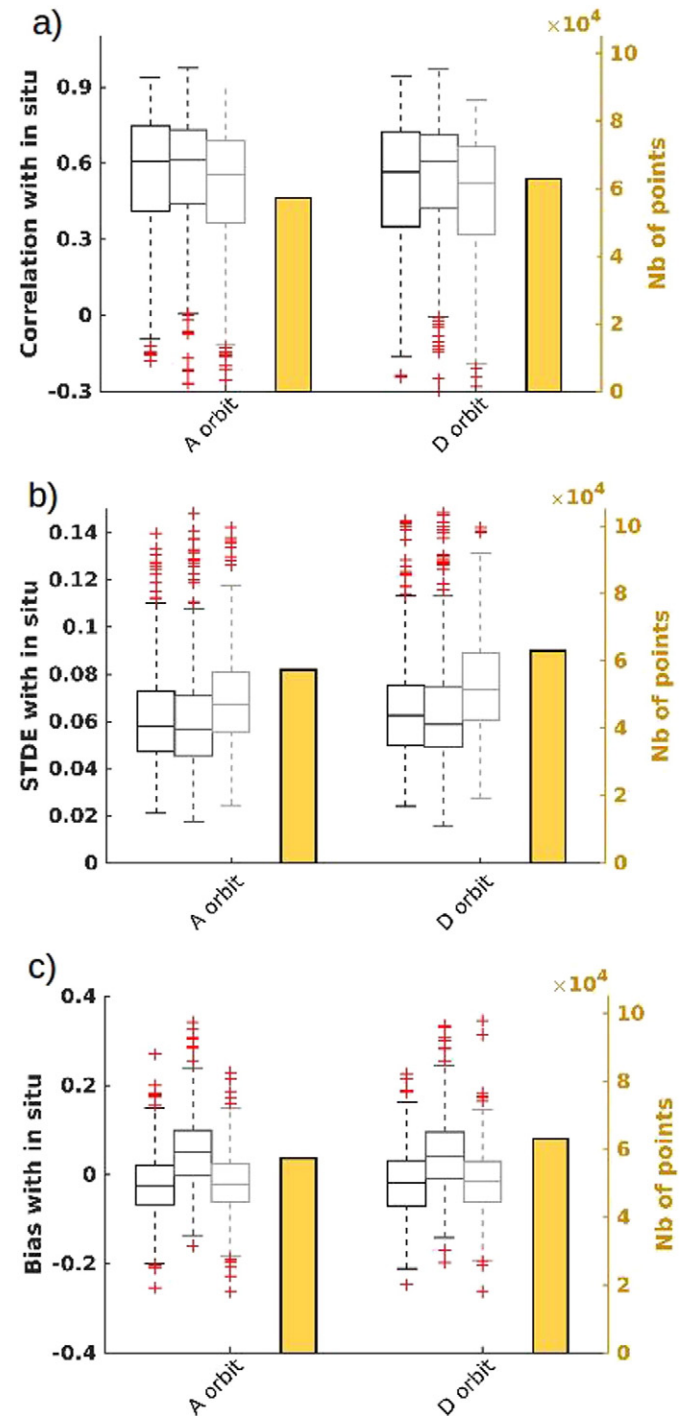 a)
×10⁴
Correlation with in situ
0.9
0.6
0.3
0
-0.3
10
8
6
4
2
0
Nb of points
A orbit
D orbit
b)
×10⁴
STDE with in situ
0.14
0.12
0.1
0.08
0.06
0.04
0.02
0
10
8
6
4
2
0
Nb of points
A orbit
D orbit
c)
×10⁴
Bias with in situ
0.4
0.2
0
-0.2
-0.4
10
8
6
4
2
0
Nb of points
A orbit
D orbit